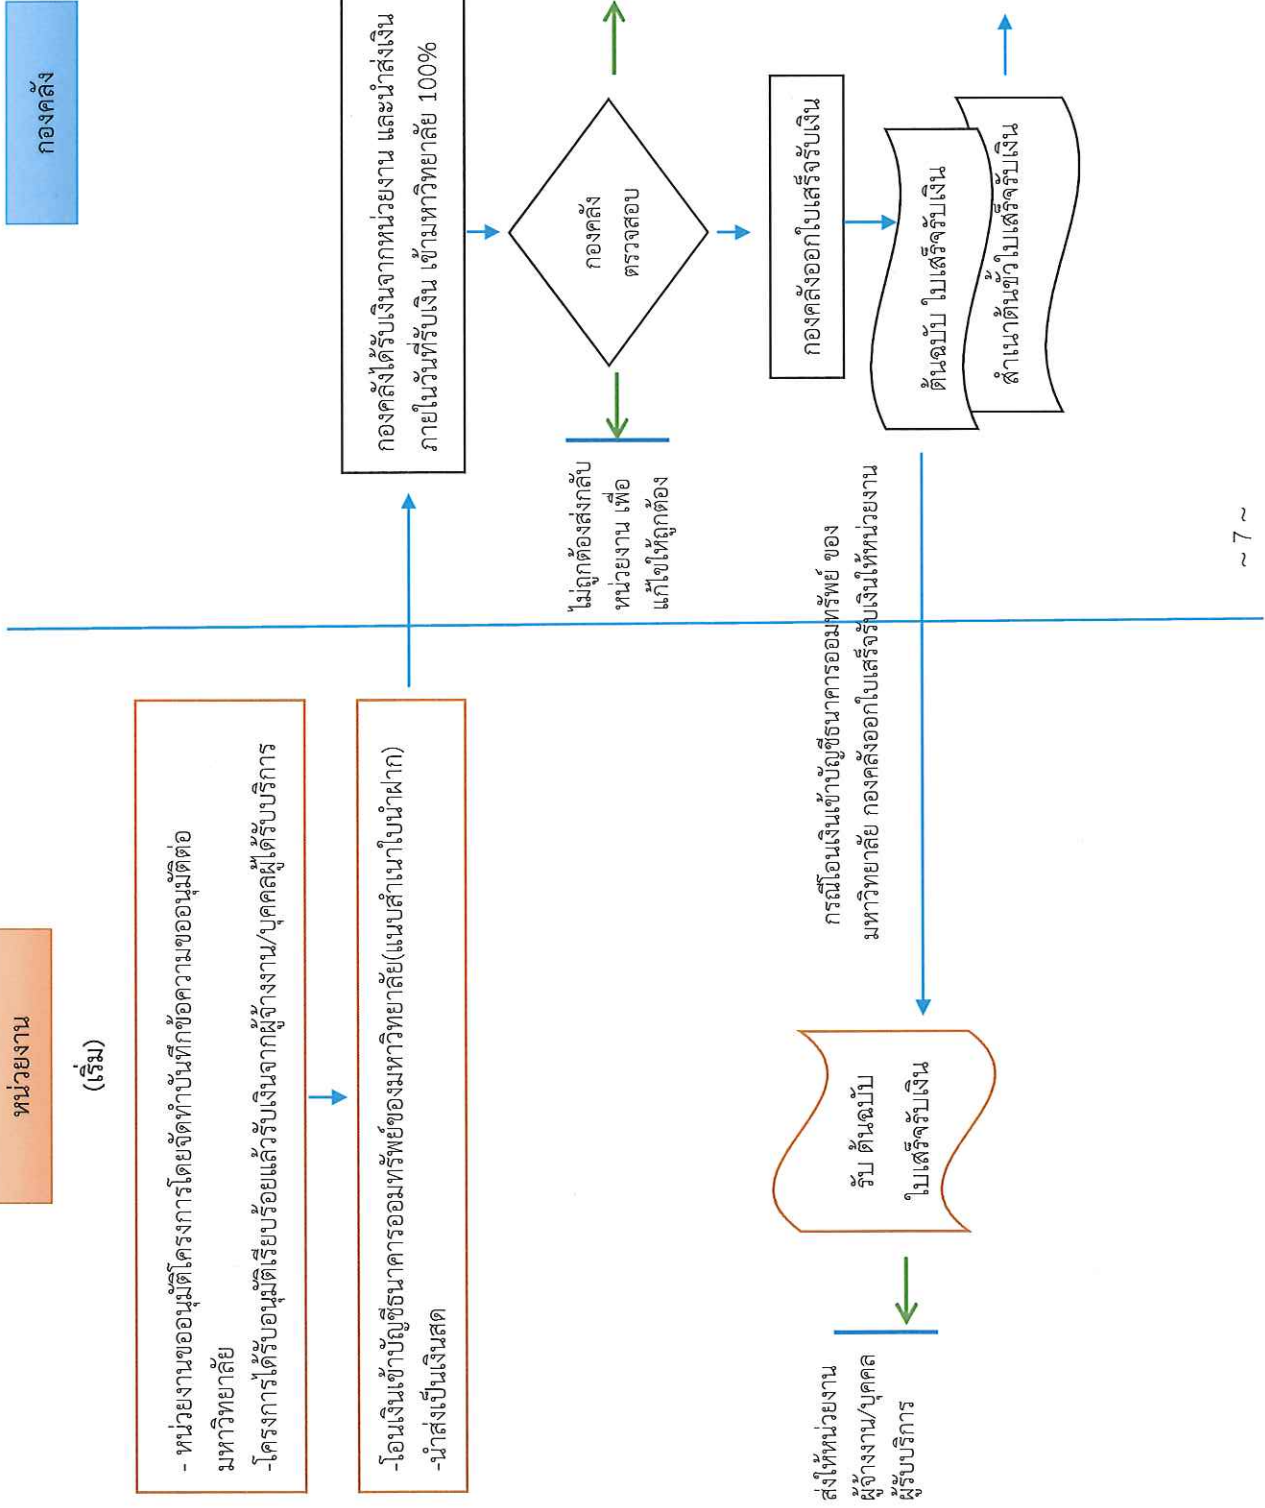 หน่วยงาน
กองคลัง
(เริ่ม)
- หน่วยงานขออนุมัติโครงการโดยจัดทำบันทึกข้อความขออนุมัติต่อ
มหาวิทยาลัย
-โครงการได้รับอนุมัติเรียบร้อยแล้วรับเงินจากผู้จ้างงาน/บุคคลผู้ได้รับบริการ
-โอนเงินเข้าบัญชีธนาคารออมทรัพย์ของมหาวิทยาลัย(แนบสำเนาใบนำฝาก)
-นำส่งเป็นเงินสด
กองคลังได้รับเงินจากหน่วยงาน และนำส่งเงิน
ภายในวันที่รับเงิน เข้ามหาวิทยาลัย 100%
กองคลัง
ตรวจสอบ
ไม่ถูกต้องส่งกลับ
หน่วยงาน เพื่อ
แก้ไขให้ถูกต้อง
กองคลังออกใบเสร็จรับเงิน
ต้นฉบับ ใบเสร็จรับเงิน
สำเนาต้นขั้วใบเสร็จรับเงิน
กรณีโอนเงินเข้าบัญชีธนาคารออมทรัพย์ ของ
มหาวิทยาลัย กองคลังออกใบเสร็จรับเงินให้หน่วยงาน
รับ ต้นฉบับ
ใบเสร็จรับเงิน
ส่งให้หน่วยงาน
ผู้จ้างงาน/บุคคล
ผู้รับบริการ
~ 7 ~